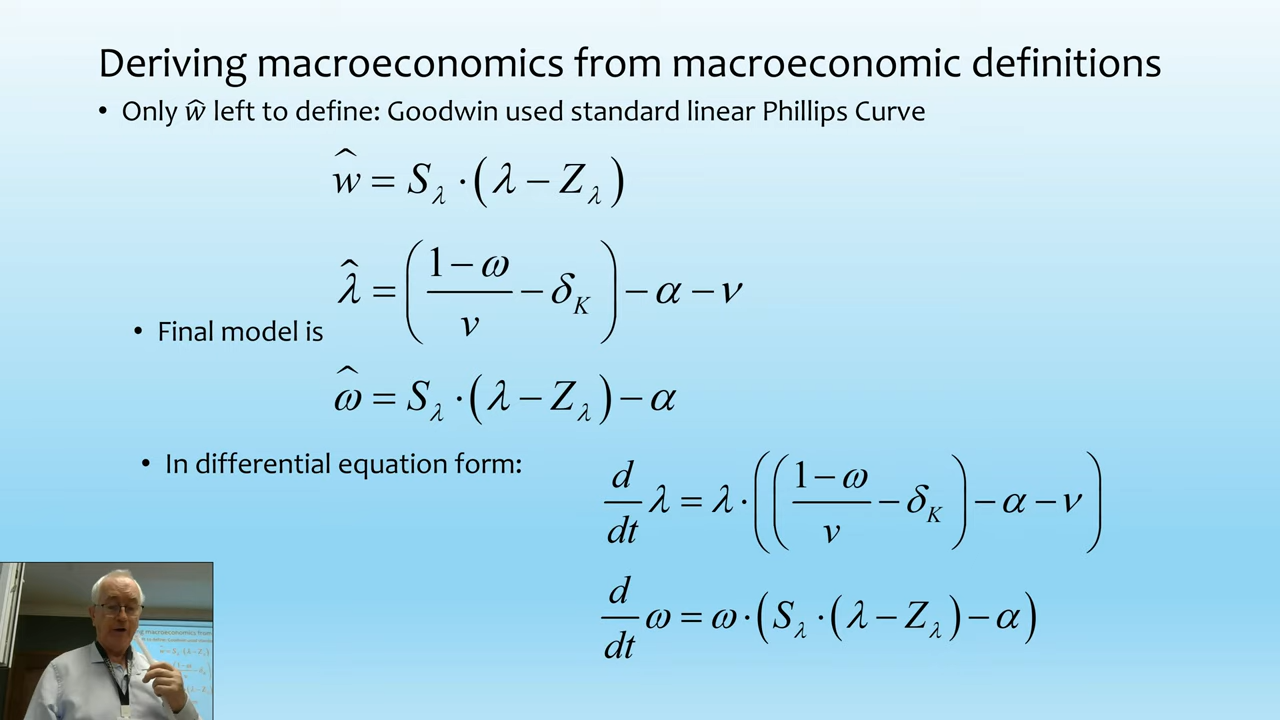 Deriving macroeconomics from macroeconomic definitions
• Only ŵ left to define: Goodwin used standard linear Phillips Curve
ŵ = S_λ · (λ − Z_λ)
λ̂ = ((1 − ω)/v − δ_K) − α − ν
• Final model is
ω̂ = S_λ · (λ − Z_λ) − α
• In differential equation form:
d/dt λ = λ · (((1 − ω)/v − δ_K) − α − ν)
d/dt ω = ω · (S_λ · (λ − Z_λ) − α)